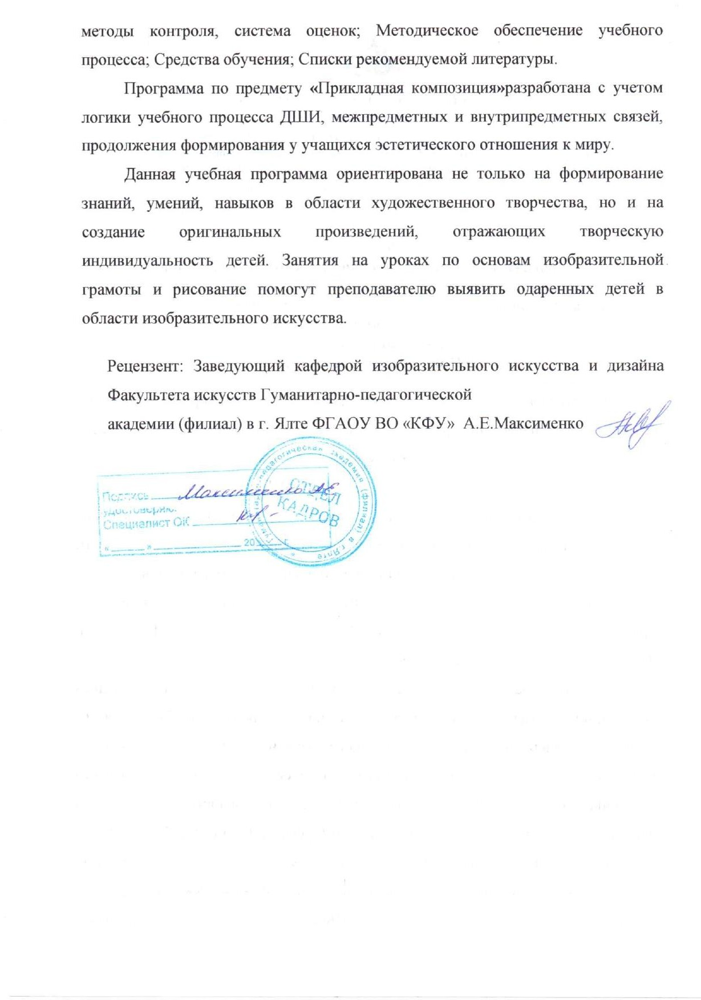 методы контроля, система оценок; Методическое обеспечение учебного
процесса; Средства обучения; Списки рекомендуемой литературы.
Программа по предмету «Прикладная композиция»разработана с учетом
логики учебного процесса ДШИ, межпредметных и внутрипредметных связей,
продолжения формирования у учащихся эстетического отношения к миру.
Данная учебная программа ориентирована не только на формирование
знаний, умений, навыков в области художественного творчества, но и на
создание оригинальных произведений, отражающих творческую
индивидуальность детей. Занятия на уроках по основам изобразительной
грамоты и рисование помогут преподавателю выявить одаренных детей в
области изобразительного искусства.
Рецензент: Заведующий кафедрой изобразительного искусства и дизайна
Факультета искусств Гуманитарно-педагогической
академии (филиал) в г. Ялте ФГАОУ ВО «КФУ» А.Е.Максименко
Подпись Максименко А.Е.
удостоверяю.
Специалист ОК
« » 20 г.
педагогическая академия (филиал) в г.Ялте
ОТДЕЛ
КАДРОВ